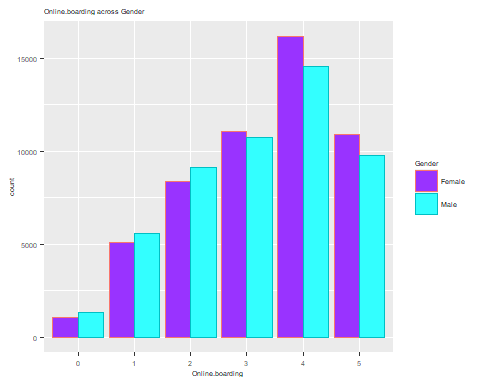 Online.boarding across Gender
15000
10000
5000
0
count
0 1 2 3 4 5
Online.boarding
Gender
Female
Male